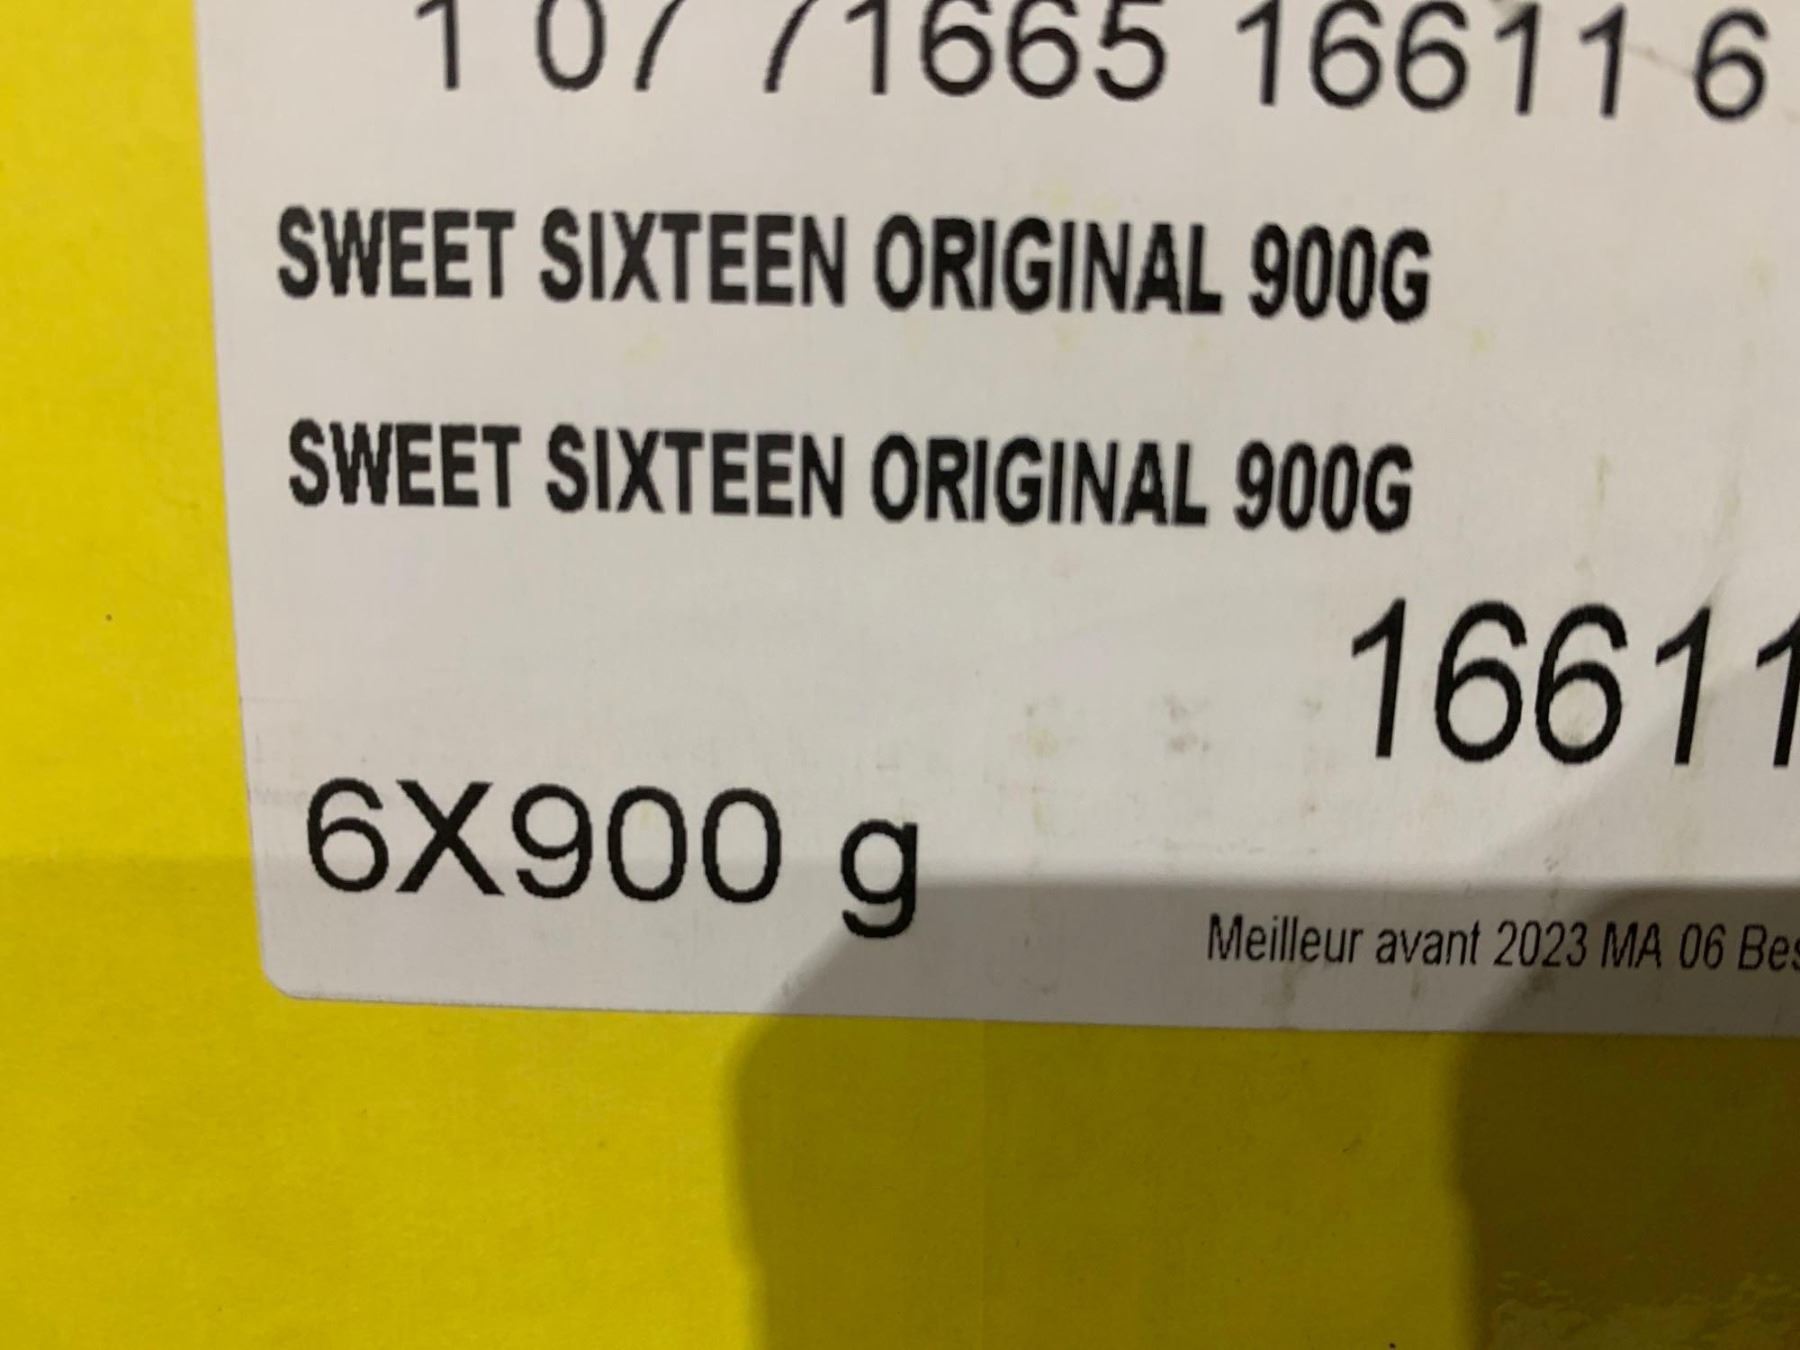 1 07 71665 16611 6
SWEET SIXTEEN ORIGINAL 900G
SWEET SIXTEEN ORIGINAL 900G
16611
6X900 g
Meilleur avant 2023 MA 06 Bes